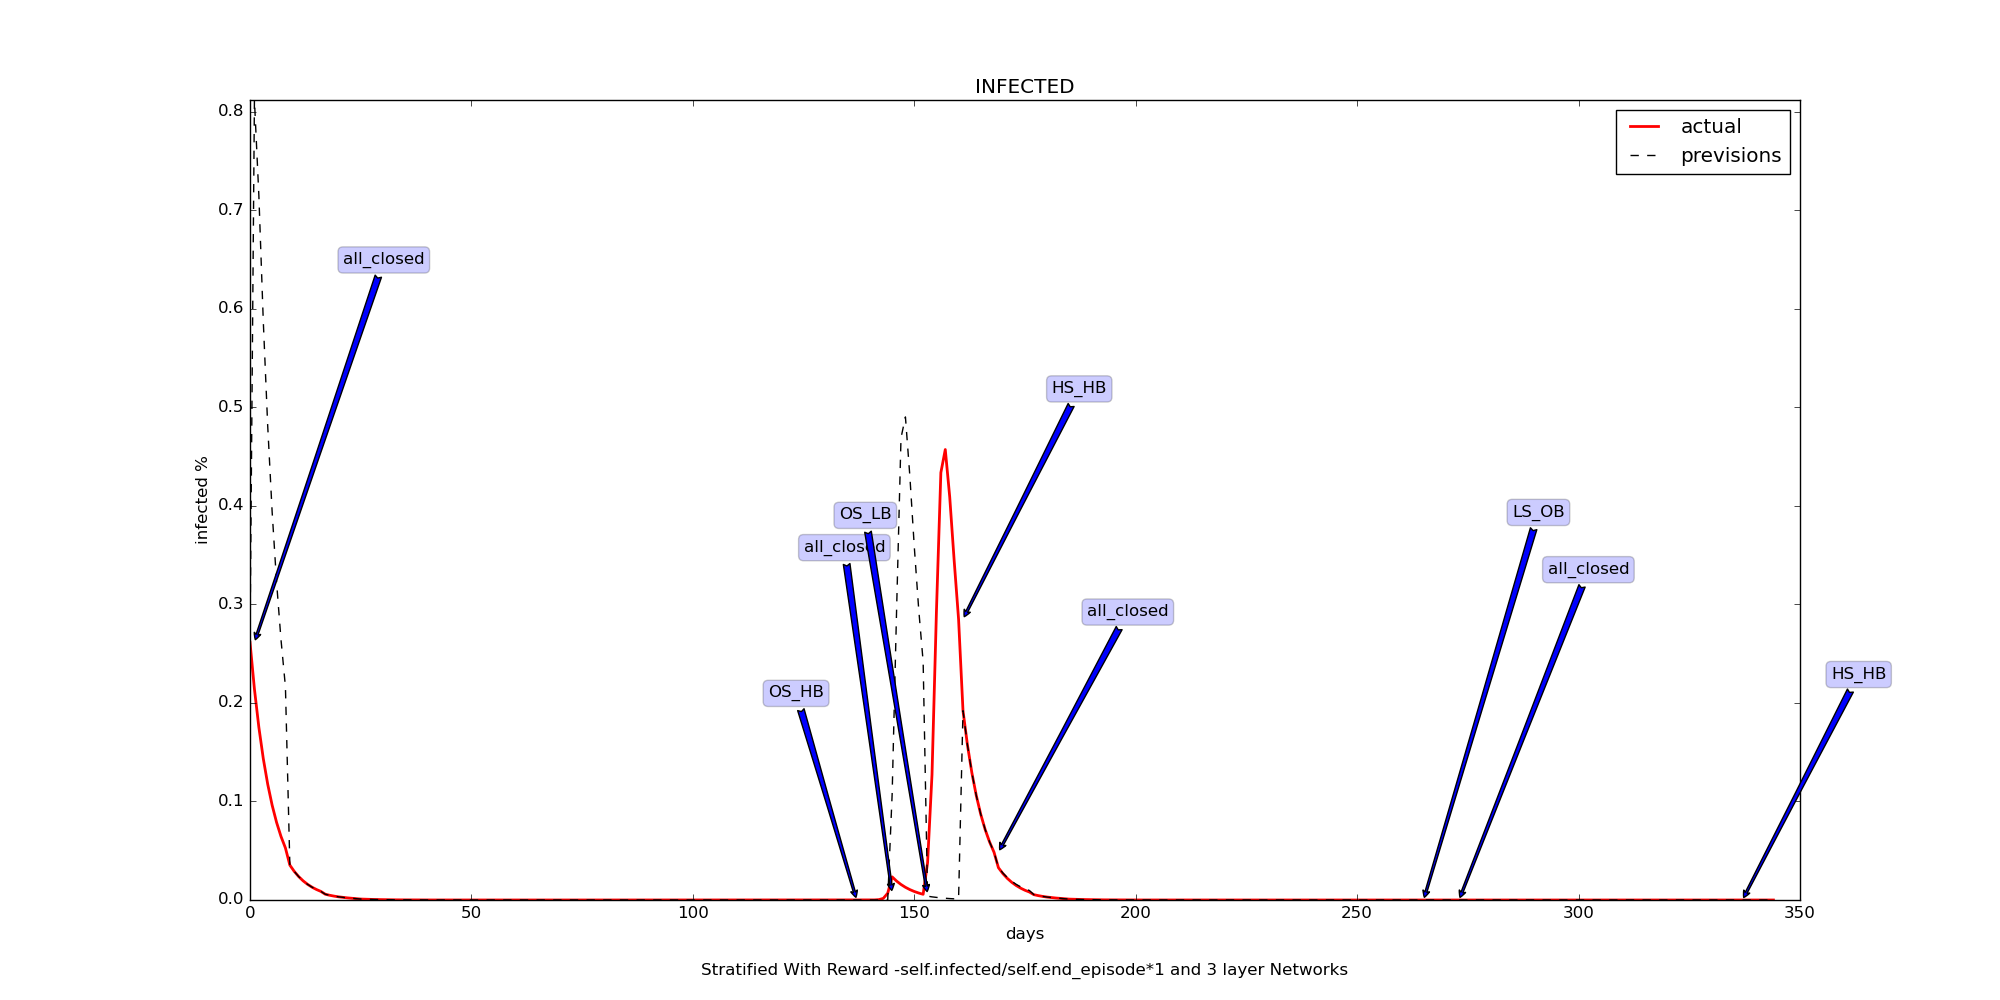 INFECTED
actual
previsions
0.8
0.7
0.6
0.5
0.4
0.3
0.2
0.1
0.0
infected %
all_closed
HS_HB
OS_LB
all_closed
LS_OB
all_closed
all_closed
OS_HB
HS_HB
0 50 100 150 200 250 300 350
days
Stratified With Reward -self.infected/self.end_episode*1 and 3 layer Networks